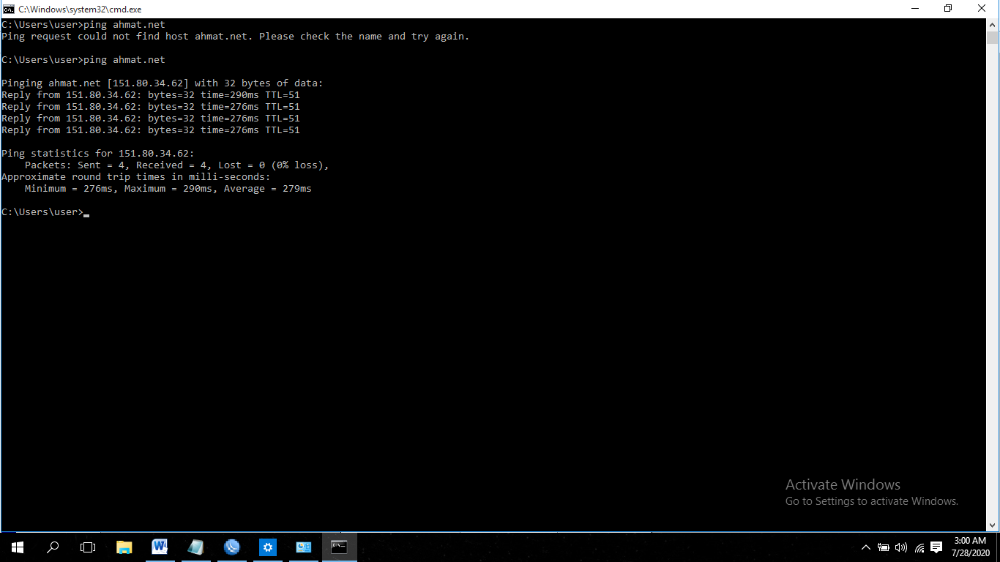 C:\Windows\system32\cmd.exe
C:\Users\user>ping ahmat.net
Ping request could not find host ahmat.net. Please check the name and try again.
C:\Users\user>ping ahmat.net
Pinging ahmat.net [151.80.34.62] with 32 bytes of data:
Reply from 151.80.34.62: bytes=32 time=290ms TTL=51
Reply from 151.80.34.62: bytes=32 time=276ms TTL=51
Reply from 151.80.34.62: bytes=32 time=276ms TTL=51
Reply from 151.80.34.62: bytes=32 time=276ms TTL=51
Ping statistics for 151.80.34.62:
    Packets: Sent = 4, Received = 4, Lost = 0 (0% loss),
Approximate round trip times in milli-seconds:
    Minimum = 276ms, Maximum = 290ms, Average = 279ms
C:\Users\user>
Activate Windows
Go to Settings to activate Windows.
3:00 AM
7/28/2020